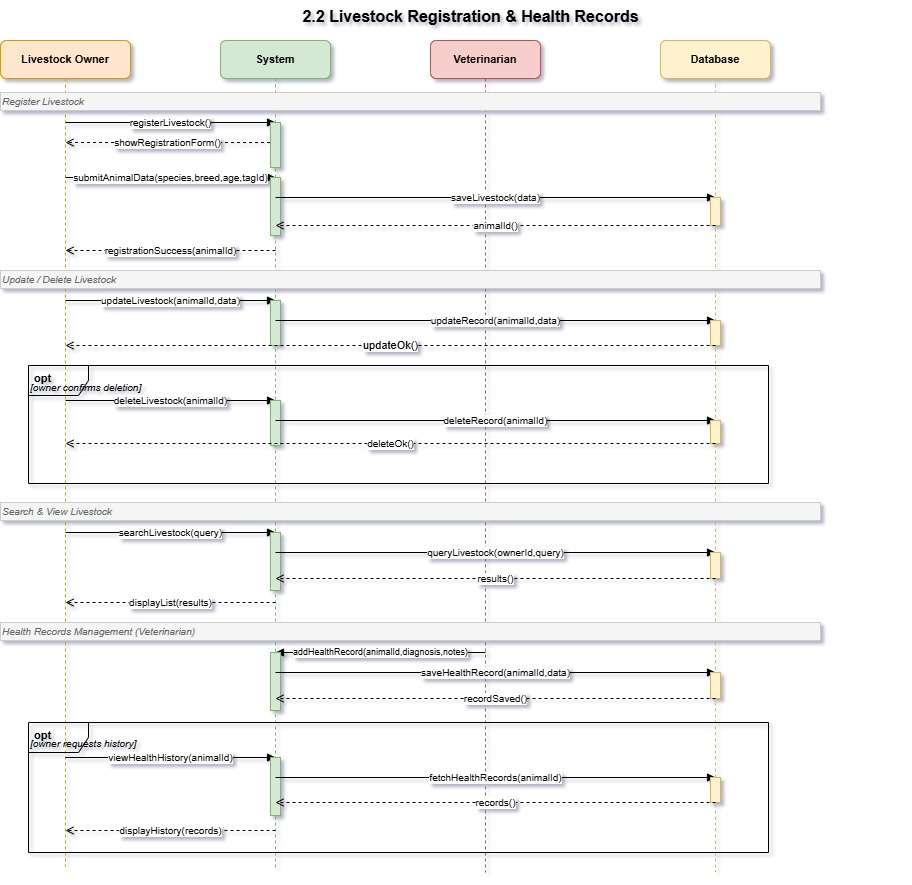 2.2 Livestock Registration & Health Records
Livestock Owner
System
Veterinarian
Database
Register Livestock
registerLivestock()
showRegistrationForm()
submitAnimalData(species,breed,age,tagId)
saveLivestock(data)
animalId()
registrationSuccess(animalId)
Update / Delete Livestock
updateLivestock(animalId,data)
updateRecord(animalId,data)
updateOk()
opt
[owner confirms deletion]
deleteLivestock(animalId)
deleteRecord(animalId)
deleteOk()
Search & View Livestock
searchLivestock(query)
queryLivestock(ownerId,query)
results()
displayList(results)
Health Records Management (Veterinarian)
addHealthRecord(animalId,diagnosis,notes)
saveHealthRecord(animalId,data)
recordSaved()
opt
[owner requests history]
viewHealthHistory(animalId)
fetchHealthRecords(animalId)
records()
displayHistory(records)